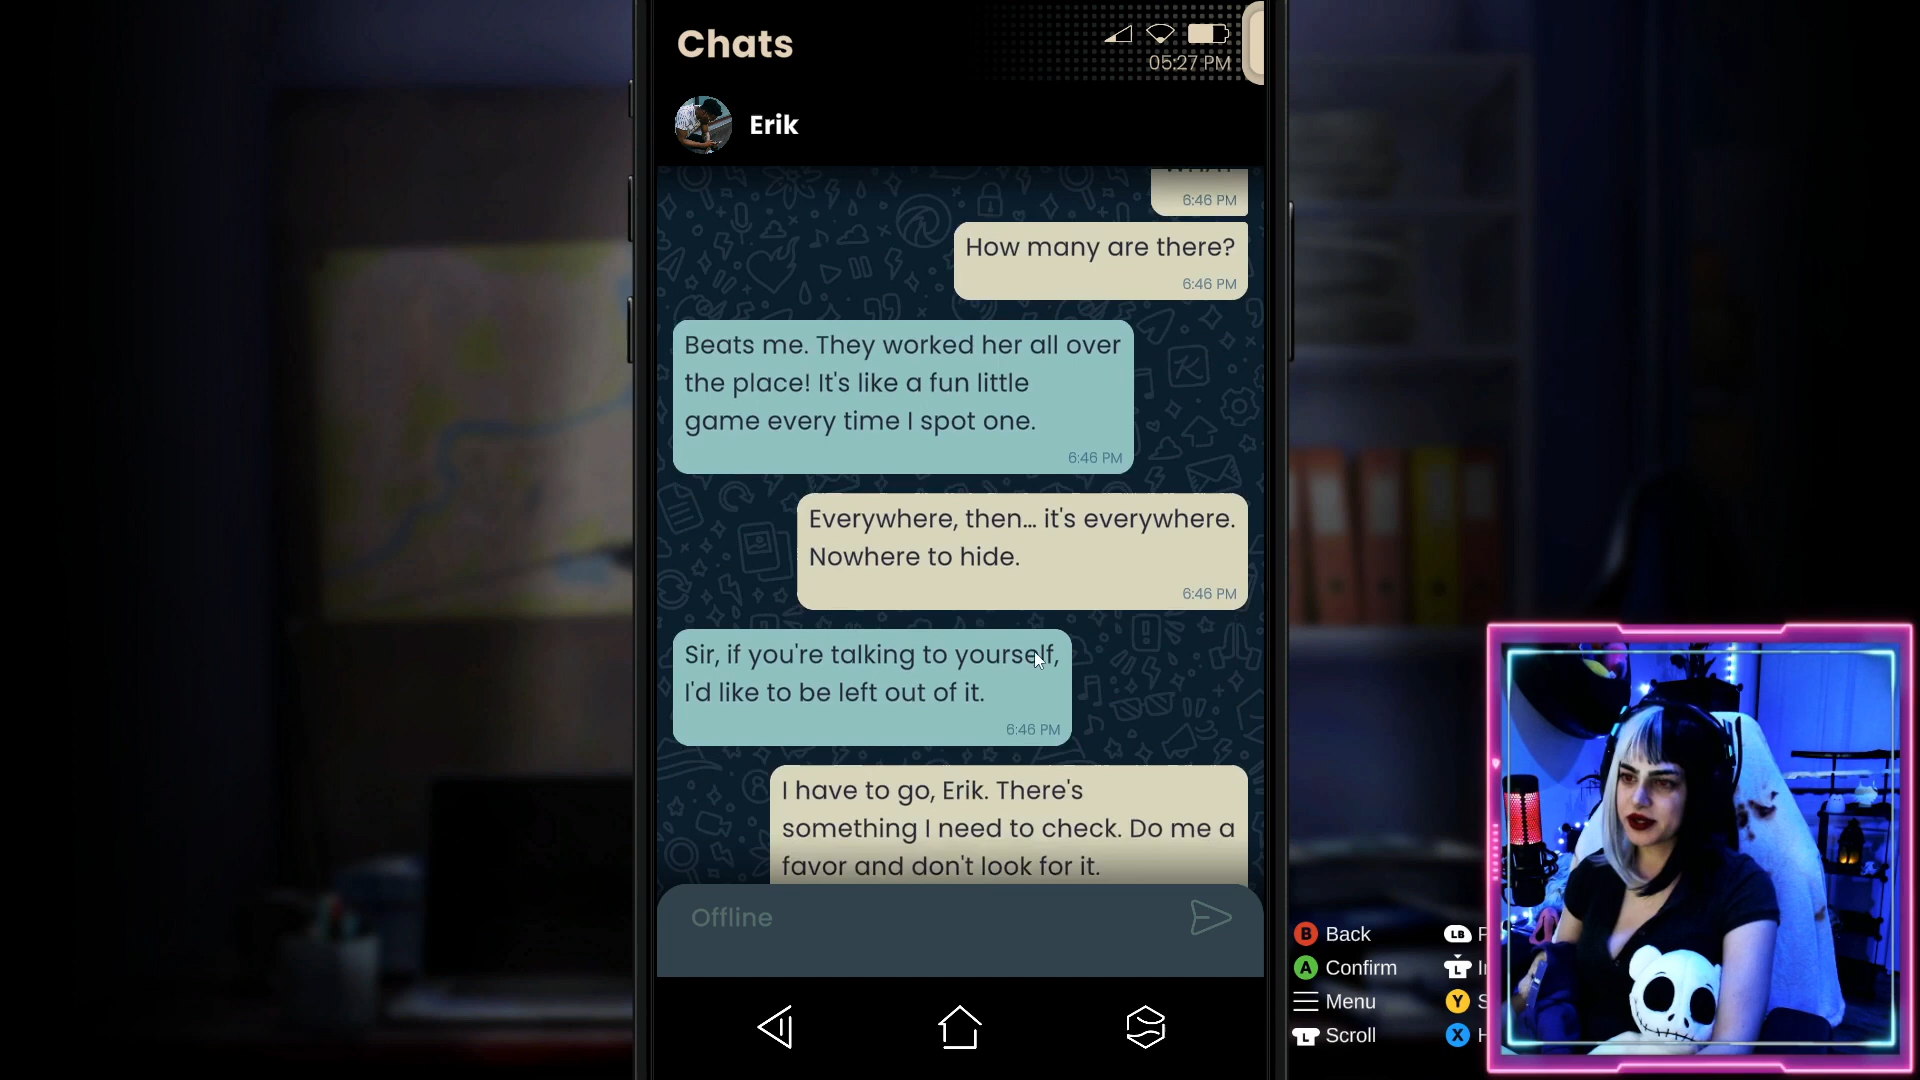 Chats
05:27 PM
Erik
6:46 PM
How many are there?
6:46 PM
Beats me. They worked her all over
the place! It's like a fun little
game every time I spot one.
6:46 PM
Everywhere, then... it's everywhere.
Nowhere to hide.
6:46 PM
Sir, if you're talking to yourself,
I'd like to be left out of it.
6:46 PM
I have to go, Erik. There's
something I need to check. Do me a
favor and don't look for it.
Offline
B Back
LB
A Confirm
L
Menu
Y
L Scroll
X